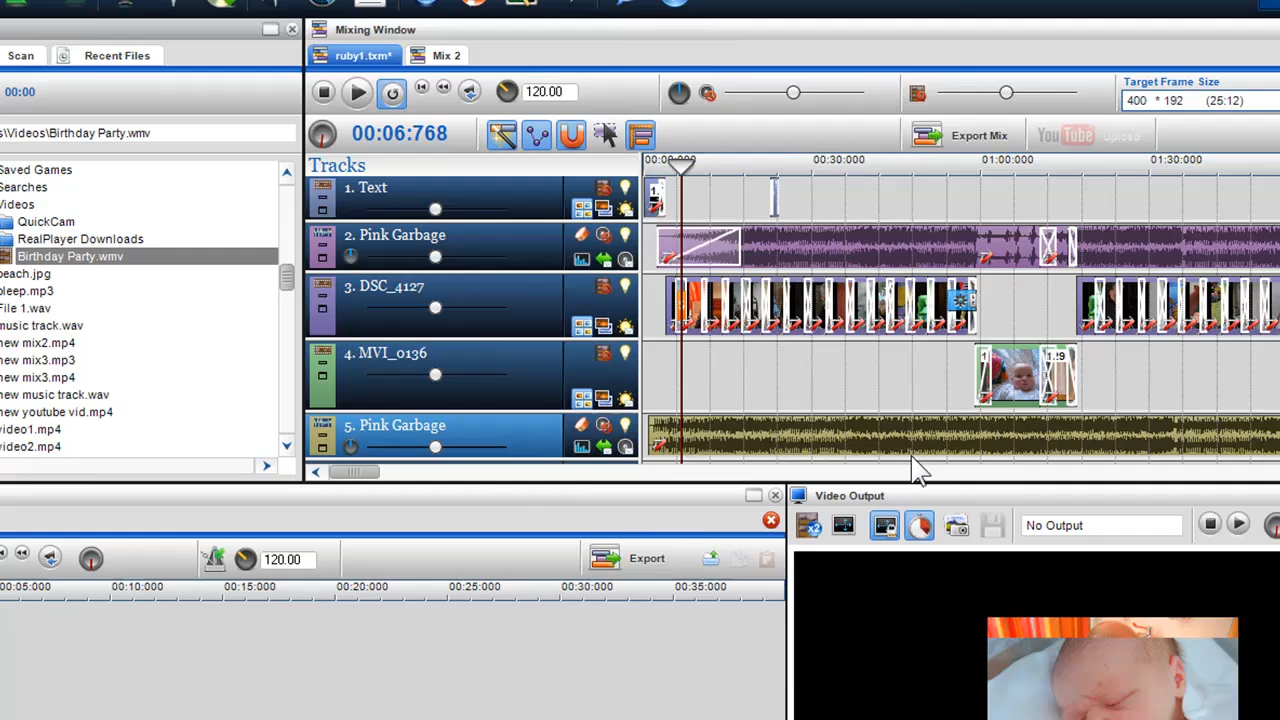 Mixing Window
Scan
Recent Files
ruby1.txm*
Mix 2
00:00
120.00
Target Frame Size
400 * 192 (25:12)
s\Videos\Birthday Party.wmv
00:06:768
Export Mix
YouTube Upload
Tracks
00:30:000
01:00:000
01:30:000
Saved Games
Searches
Videos
QuickCam
RealPlayer Downloads
Birthday Party.wmv
beach.jpg
bleep.mp3
File 1.wav
music track.wav
new mix2.mp4
new mix3.mp3
new mix3.mp4
new music track.wav
new youtube vid.mp4
video1.mp4
video2.mp4
1. Text
2. Pink Garbage
3. DSC_4127
4. MVI_0136
5. Pink Garbage
Video Output
x2
No Output
120.00
Export
00:05:000
00:10:000
00:15:000
00:20:000
00:25:000
00:30:000
00:35:000